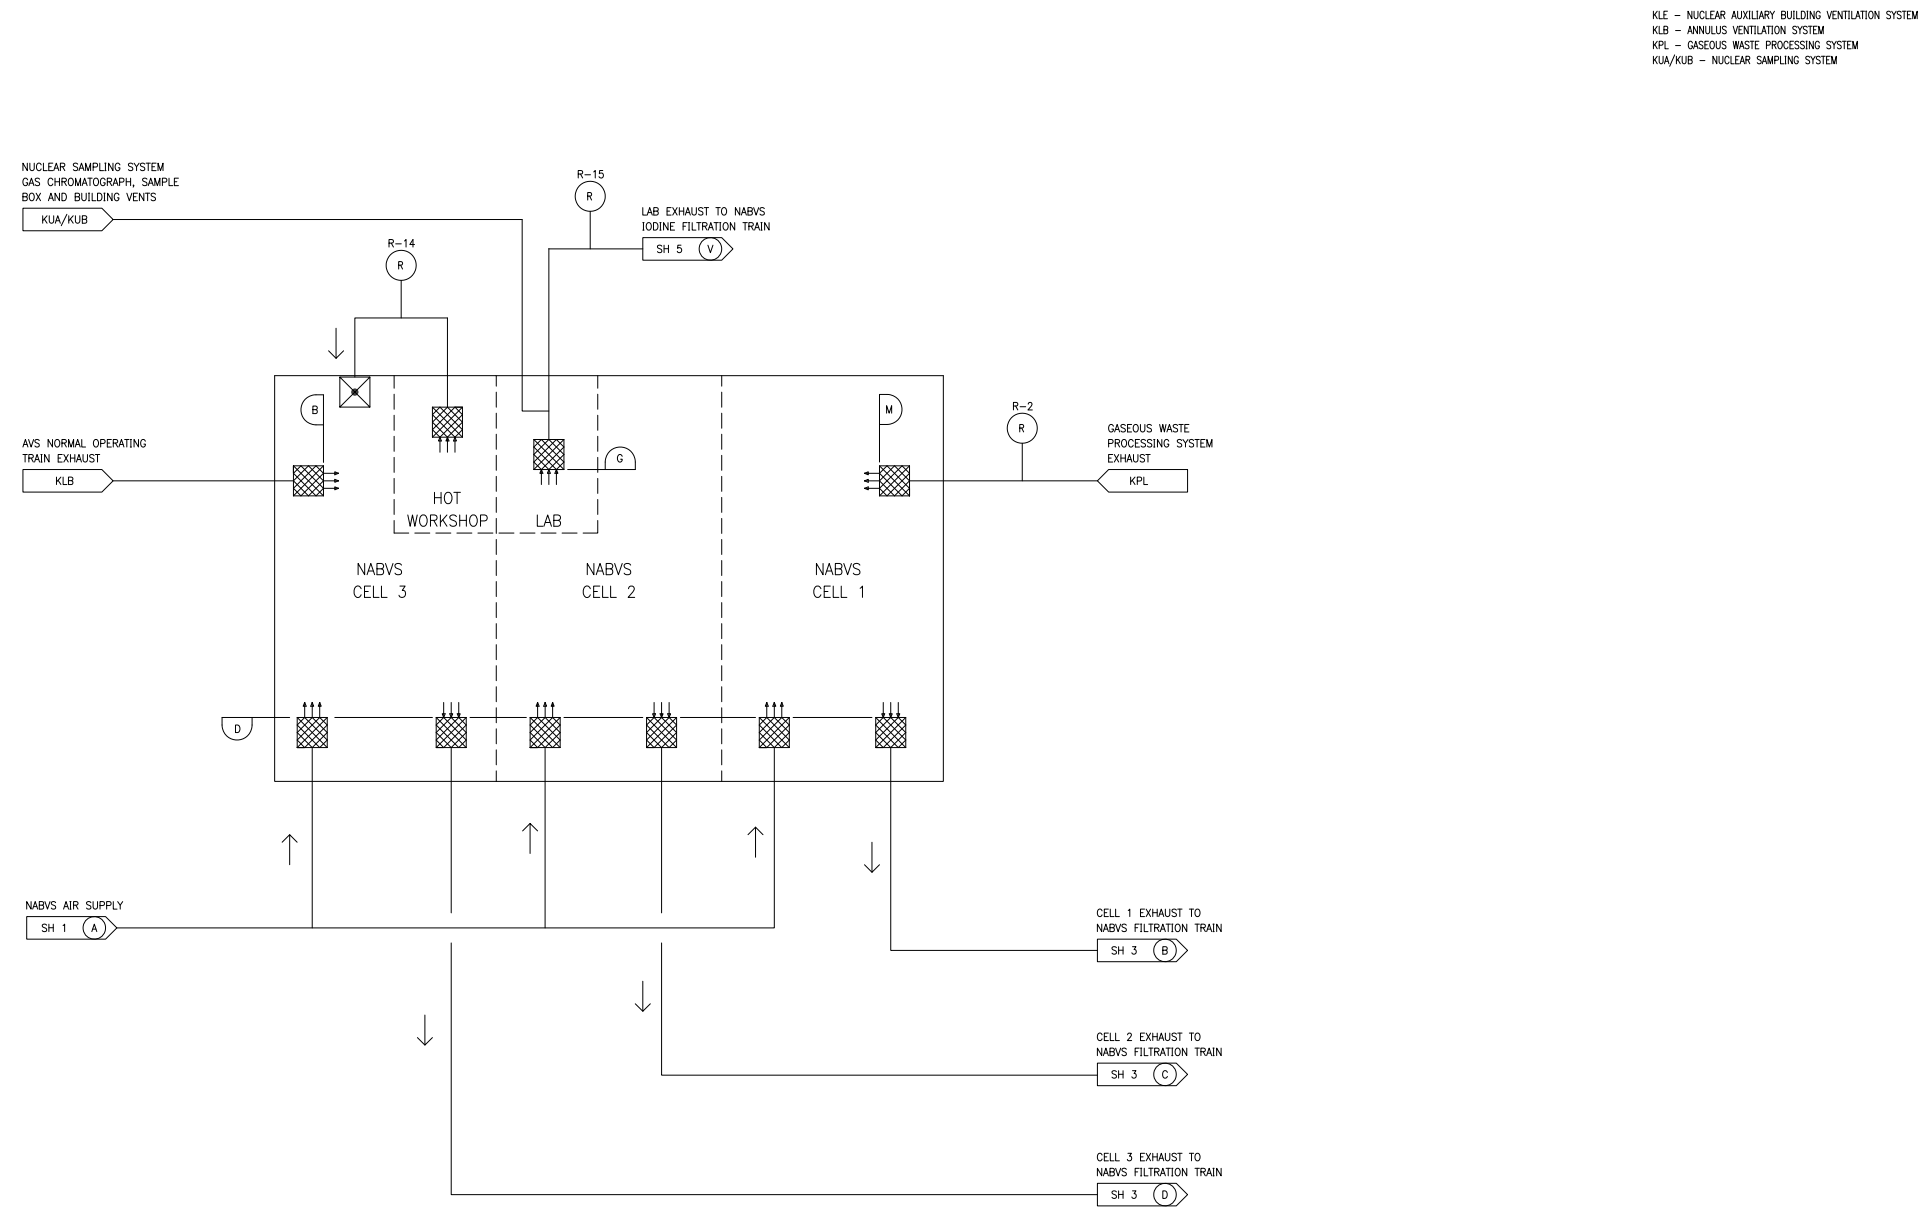 KLE – NUCLEAR AUXILIARY BUILDING VENTILATION SYSTEM
KLB – ANNULUS VENTILATION SYSTEM
KPL – GASEOUS WASTE PROCESSING SYSTEM
KUA/KUB – NUCLEAR SAMPLING SYSTEM
NUCLEAR SAMPLING SYSTEM
GAS CHROMATOGRAPH, SAMPLE
BOX AND BUILDING VENTS
KUA/KUB
R-15
R
LAB EXHAUST TO NABVS
IODINE FILTRATION TRAIN
SH 5 V
R-14
R
B
M
G
R-2
R
AVS NORMAL OPERATING
TRAIN EXHAUST
KLB
GASEOUS WASTE
PROCESSING SYSTEM
EXHAUST
KPL
HOT
WORKSHOP
LAB
NABVS
CELL 3
NABVS
CELL 2
NABVS
CELL 1
D
NABVS AIR SUPPLY
SH 1 A
CELL 1 EXHAUST TO
NABVS FILTRATION TRAIN
SH 3 B
CELL 2 EXHAUST TO
NABVS FILTRATION TRAIN
SH 3 C
CELL 3 EXHAUST TO
NABVS FILTRATION TRAIN
SH 3 D